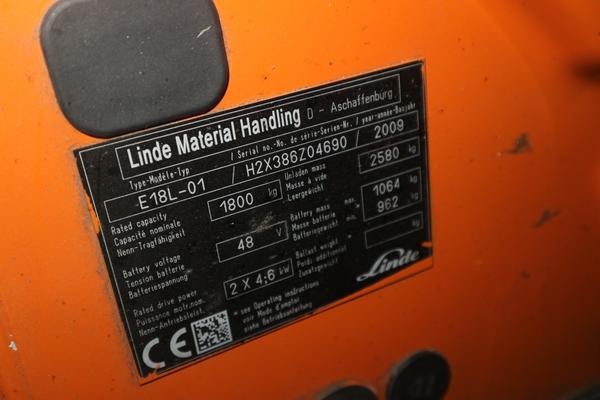 Linde Material Handling D - Aschaffenburg
Type-Modèle-Typ / Serial no.-No. de série-Serien-Nr. / year-année-Baujahr
E18L-01 / H2X386Z04690 / 2009
Rated capacity
Capacité nominale
Nenn-Tragfähigkeit
1800 kg
Unladen mass
Masse à vide
Leergewicht
2580 kg
Battery voltage
Tension batterie
Batteriespannung
48 V
Battery mass max.
Masse batterie
Batteriegewicht min.
1064 kg
962 kg
Rated drive power
Puissance motr.nom.
Nenn-Antriebsleist.
2 X 4,6 kW
Ballast weight
Poids additionnel
Zusatzgewicht
kg
CE
= see Operating instructions
voir Mode d'emploi
siehe Betriebsanleitung
Linde